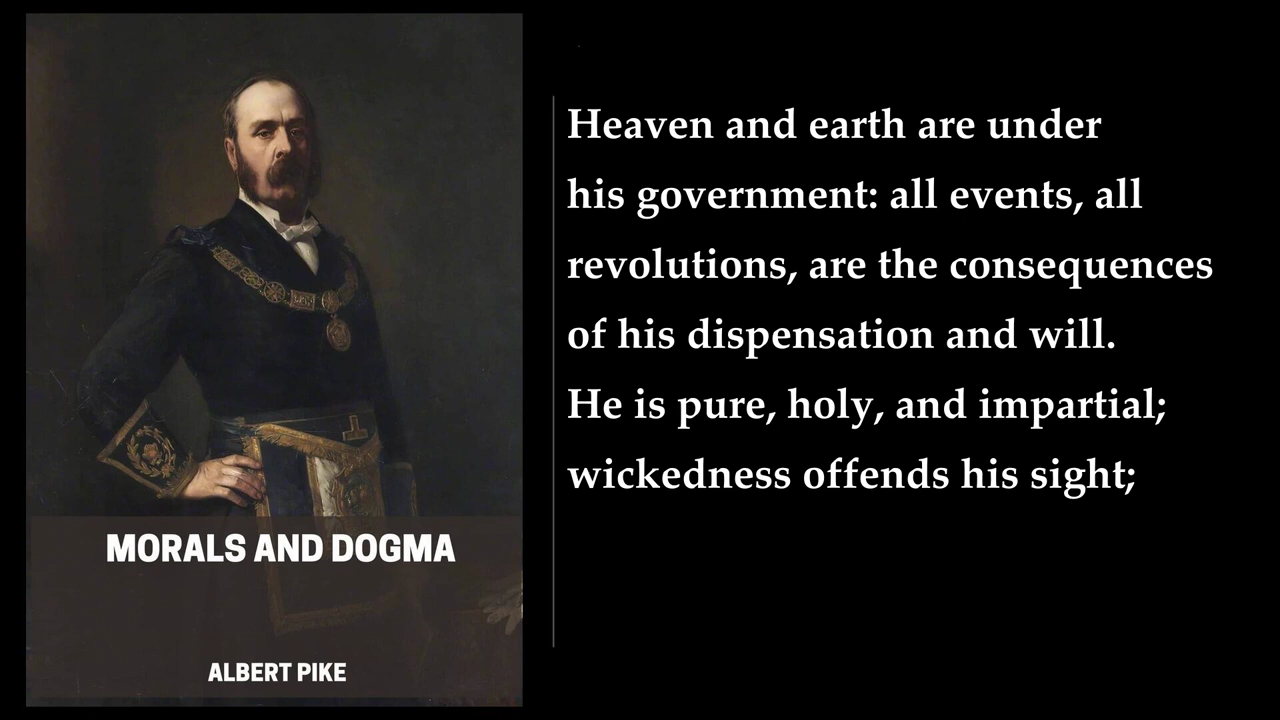 MORALS AND DOGMA
ALBERT PIKE
Heaven and earth are under
his government: all events, all
revolutions, are the consequences
of his dispensation and will.
He is pure, holy, and impartial;
wickedness offends his sight;